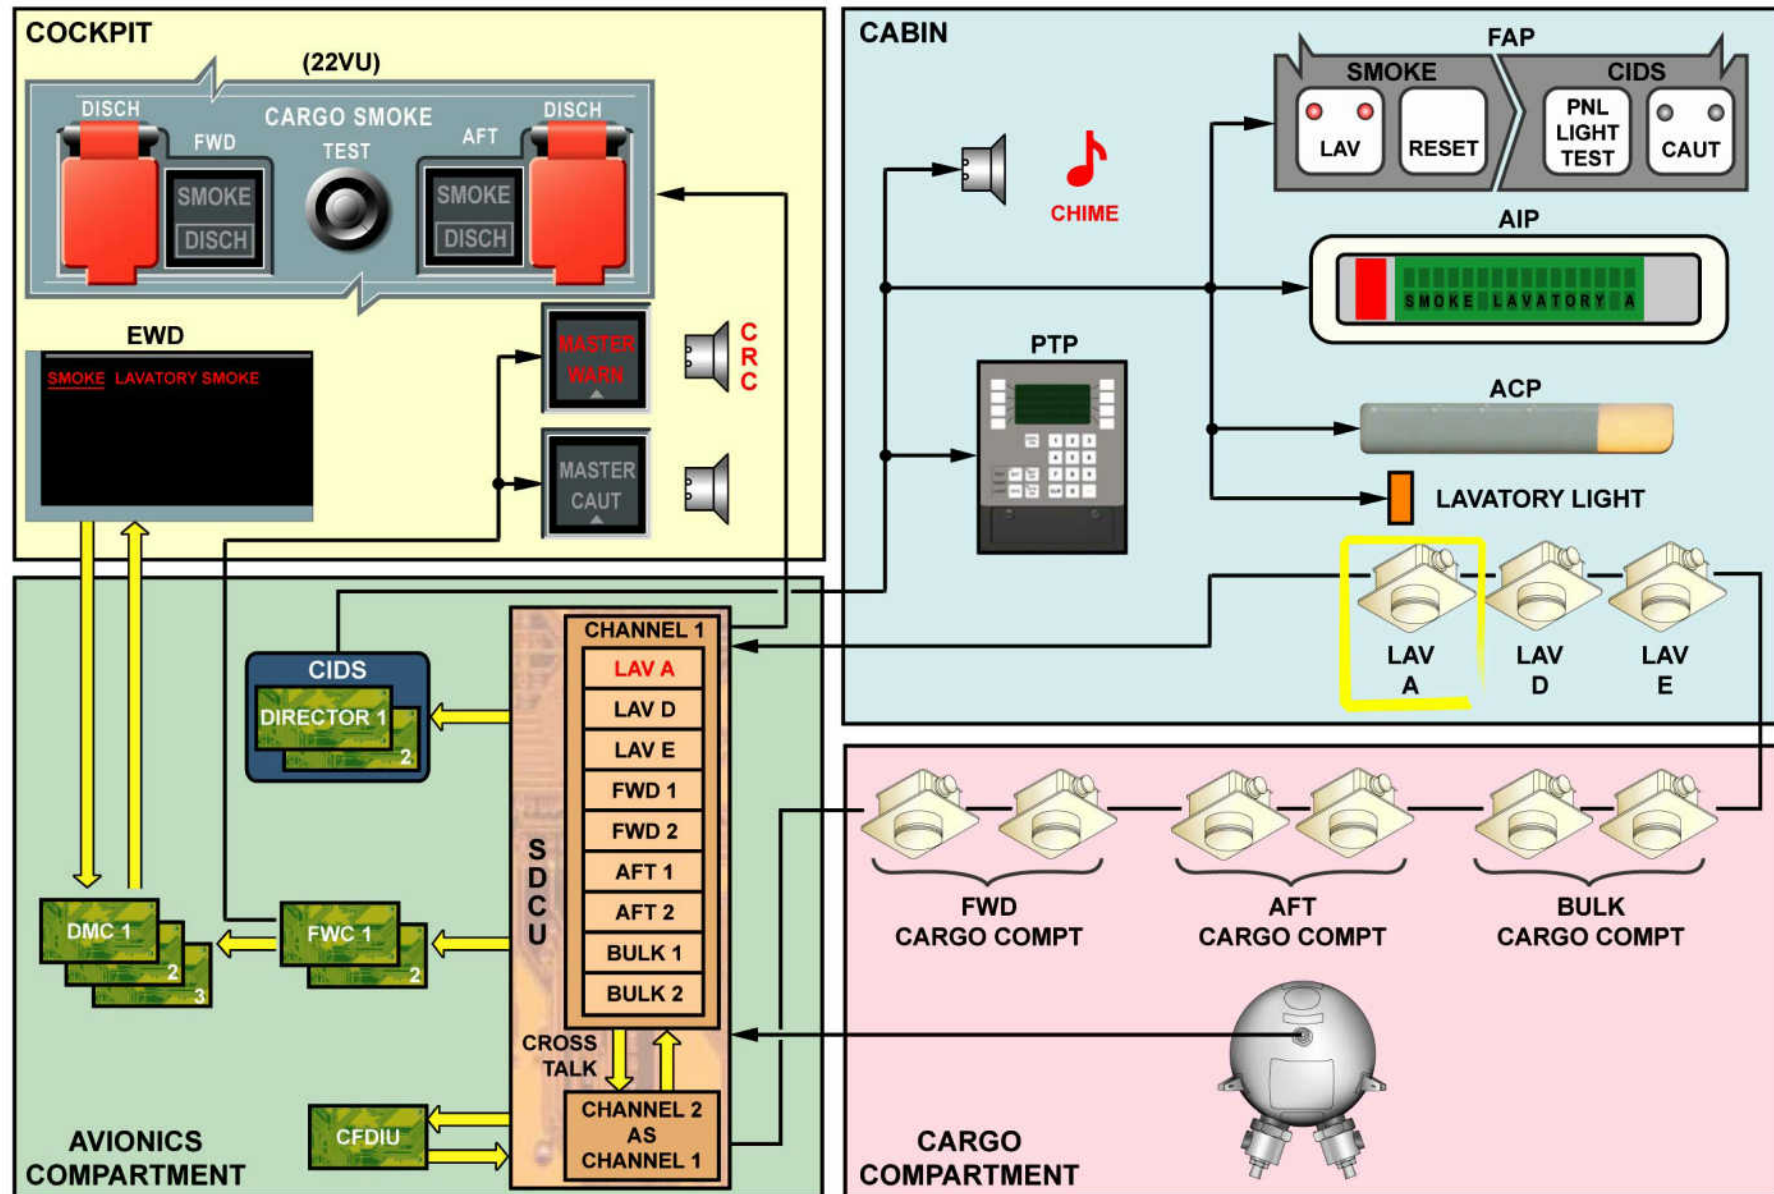 COCKPIT
(22VU)
DISCH
CARGO SMOKE
DISCH
FWD
TEST
AFT
SMOKE
DISCH
SMOKE
DISCH
EWD
SMOKE LAVATORY SMOKE
MASTER
WARN
CRC
MASTER
CAUT
CABIN
FAP
SMOKE
CIDS
LAV
RESET
PNL
LIGHT
TEST
CAUT
CHIME
AIP
SMOKE LAVATORY A
PTP
ACP
LAVATORY LIGHT
LAV
A
LAV
D
LAV
E
CIDS
DIRECTOR 1
2
DMC 1
2
3
FWC 1
2
CFDIU
SDCU
CHANNEL 1
LAV A
LAV D
LAV E
FWD 1
FWD 2
AFT 1
AFT 2
BULK 1
BULK 2
CROSS
TALK
CHANNEL 2
AS
CHANNEL 1
AVIONICS
COMPARTMENT
FWD
CARGO COMPT
AFT
CARGO COMPT
BULK
CARGO COMPT
CARGO
COMPARTMENT